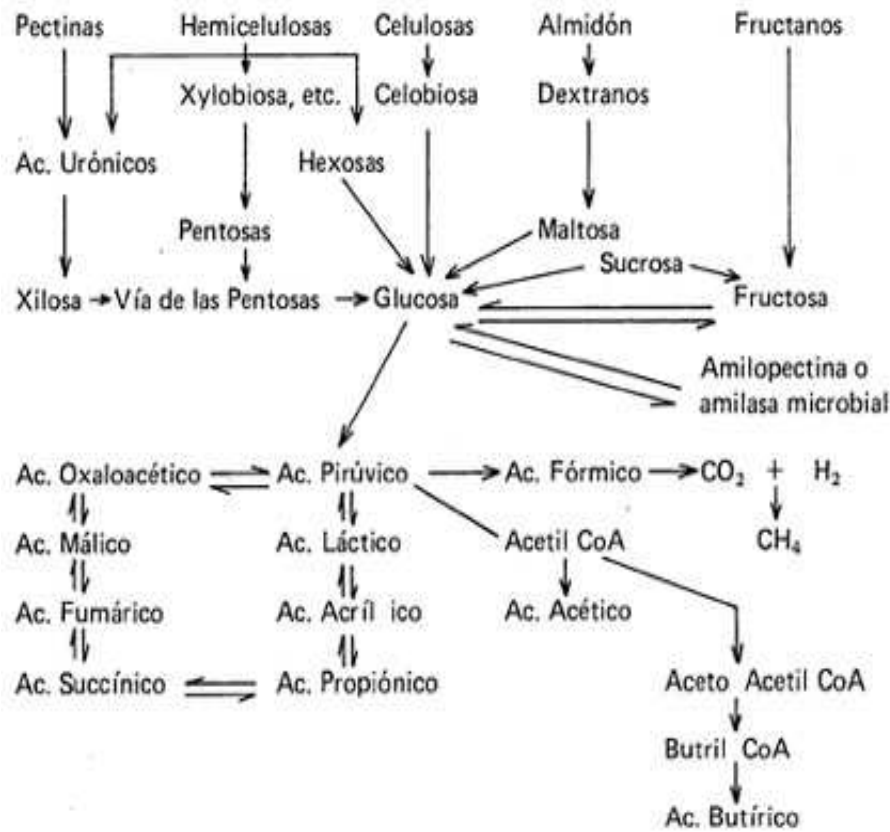 Pectinas Hemicelulosas Celulosas Almidón Fructanos
Xylobiosa, etc. Celobiosa Dextranos
Ac. Urónicos Hexosas
Pentosas Maltosa
Sucrosa
Xilosa Vía de las Pentosas Glucosa Fructosa
Amilopectina o
amilasa microbial
Ac. Oxaloacético Ac. Pirúvico Ac. Fórmico CO₂ + H₂
Ac. Málico Ac. Láctico Acetil CoA CH₄
Ac. Fumárico Ac. Acríl ico Ac. Acético
Ac. Succínico Ac. Propiónico Aceto Acetil CoA
Butril CoA
Ac. Butírico